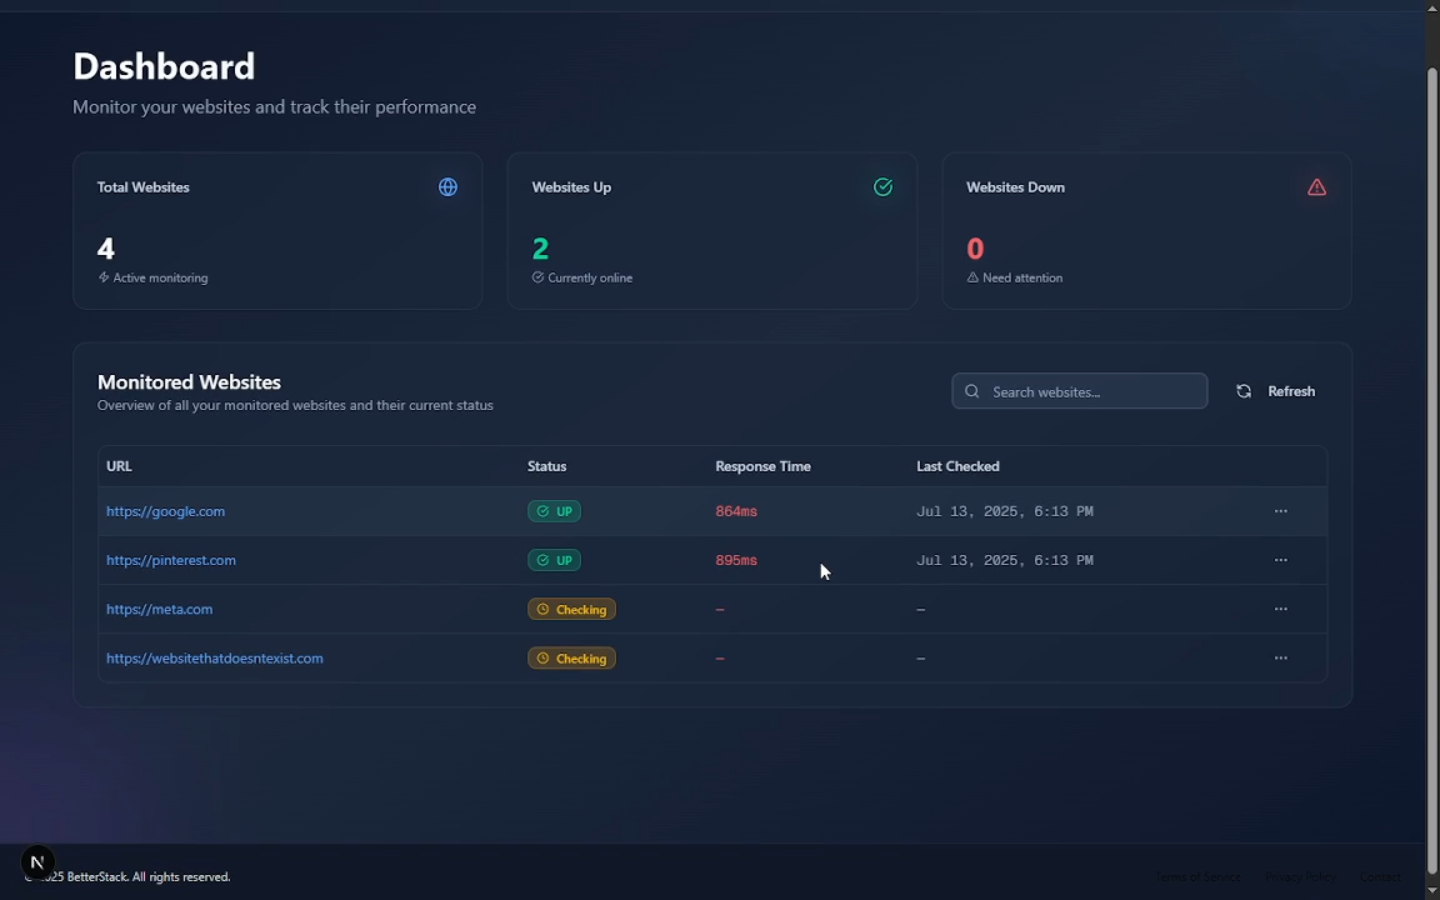 Dashboard
Monitor your websites and track their performance
Total Websites
4
Active monitoring
Websites Up
2
Currently online
Websites Down
0
Need attention
Monitored Websites
Overview of all your monitored websites and their current status
Search websites...
Refresh
URL Status Response Time Last Checked
https://google.com UP 864ms Jul 13, 2025, 6:13 PM ...
https://pinterest.com UP 895ms Jul 13, 2025, 6:13 PM ...
https://meta.com Checking – – ...
https://websitethatdoesntexist.com Checking – – ...
N
25 BetterStack. All rights reserved.
Terms of Service Privacy Policy Contact